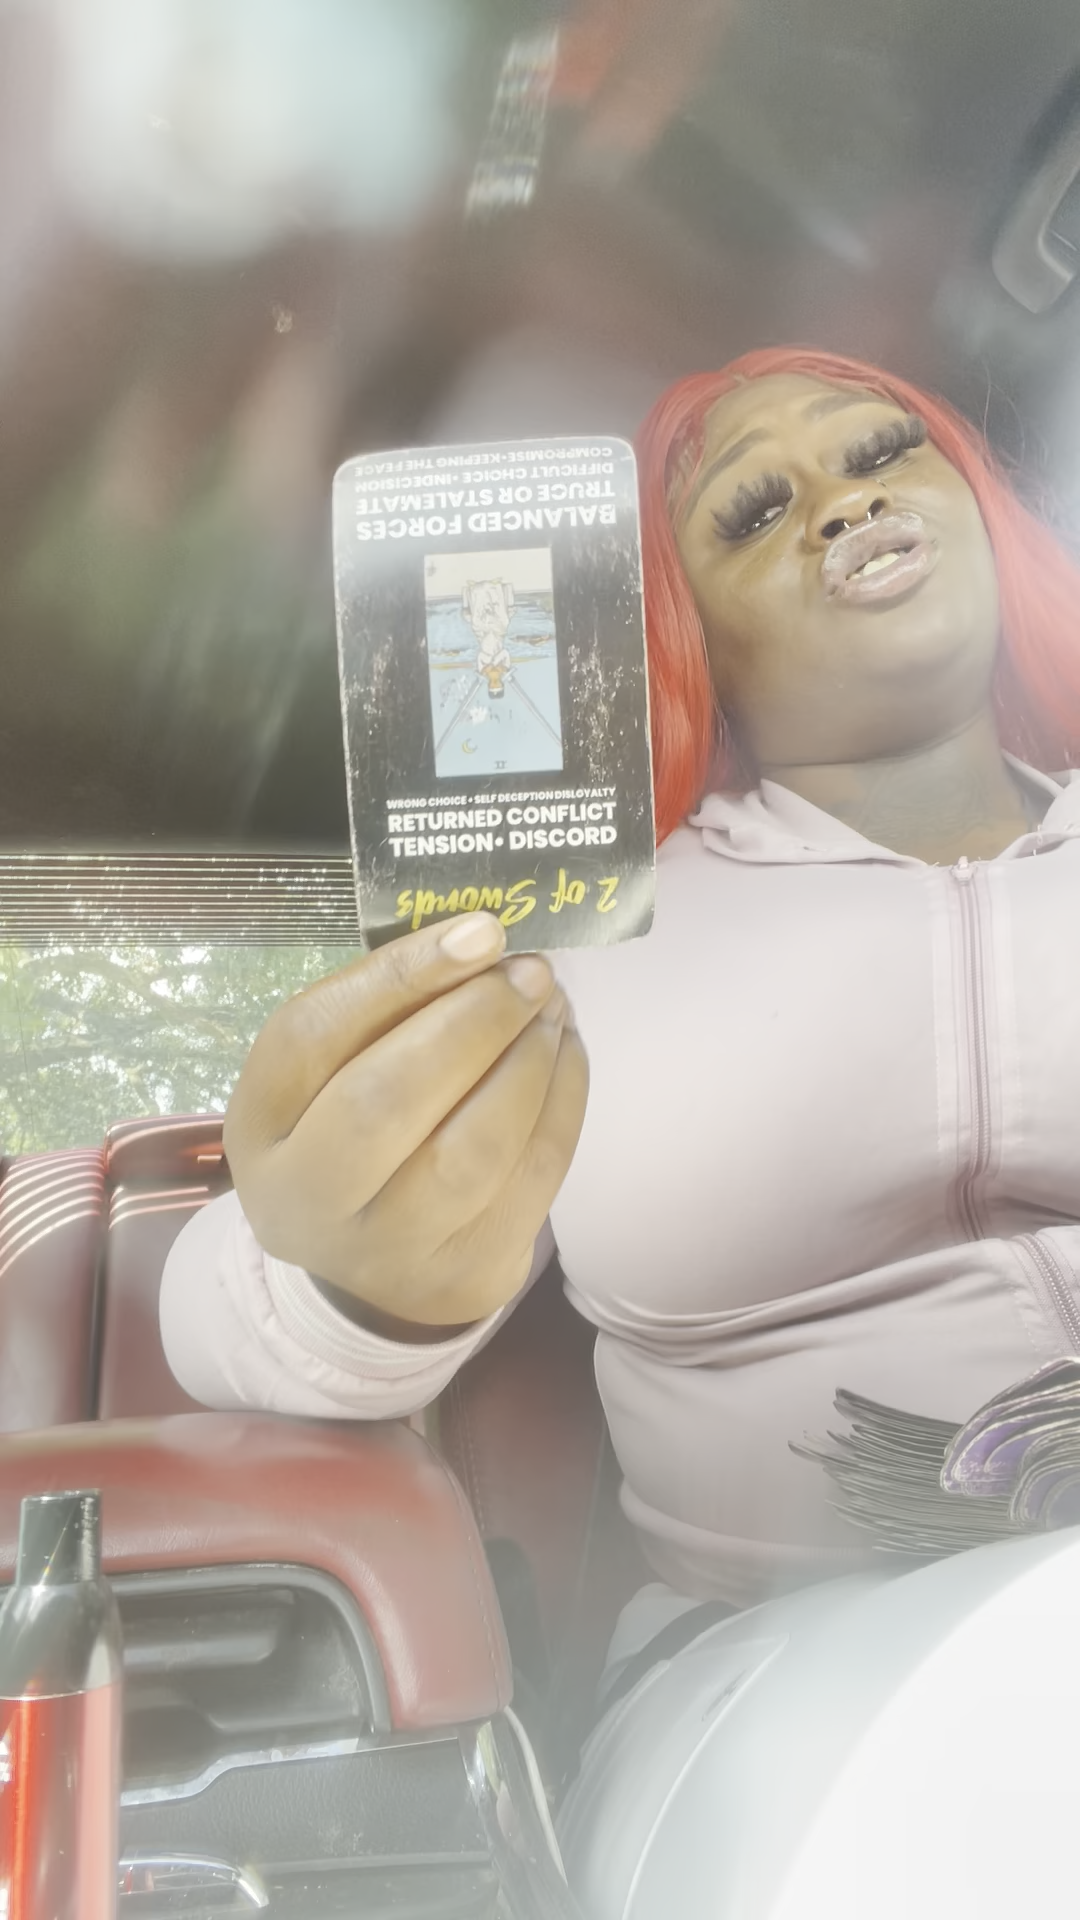 COMPROMISE•KEEPING THE PEACE
DIFFICULT CHOICE • INDECISION
TRUCE OR STALEMATE
BALANCED FORCES
II
WRONG CHOICE • SELF DECEPTION DISLOYALTY
RETURNED CONFLICT
TENSION• DISCORD
2 of Swords